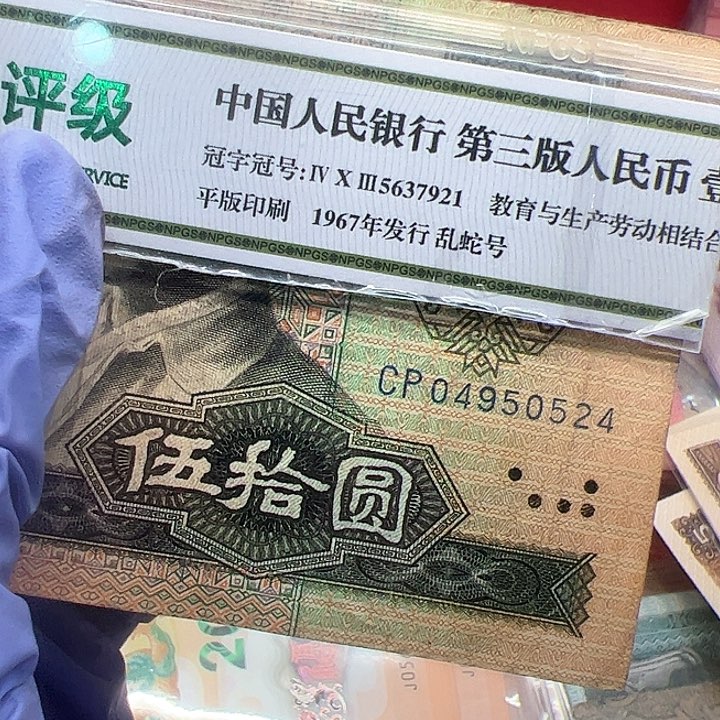 评级
RVICE
中国人民银行 第三版人民币 壹
冠字冠号: Ⅳ X Ⅲ5637921 教育与生产劳动相结合
平版印刷 1967年发行 乱蛇号
CP04950524
伍拾圆